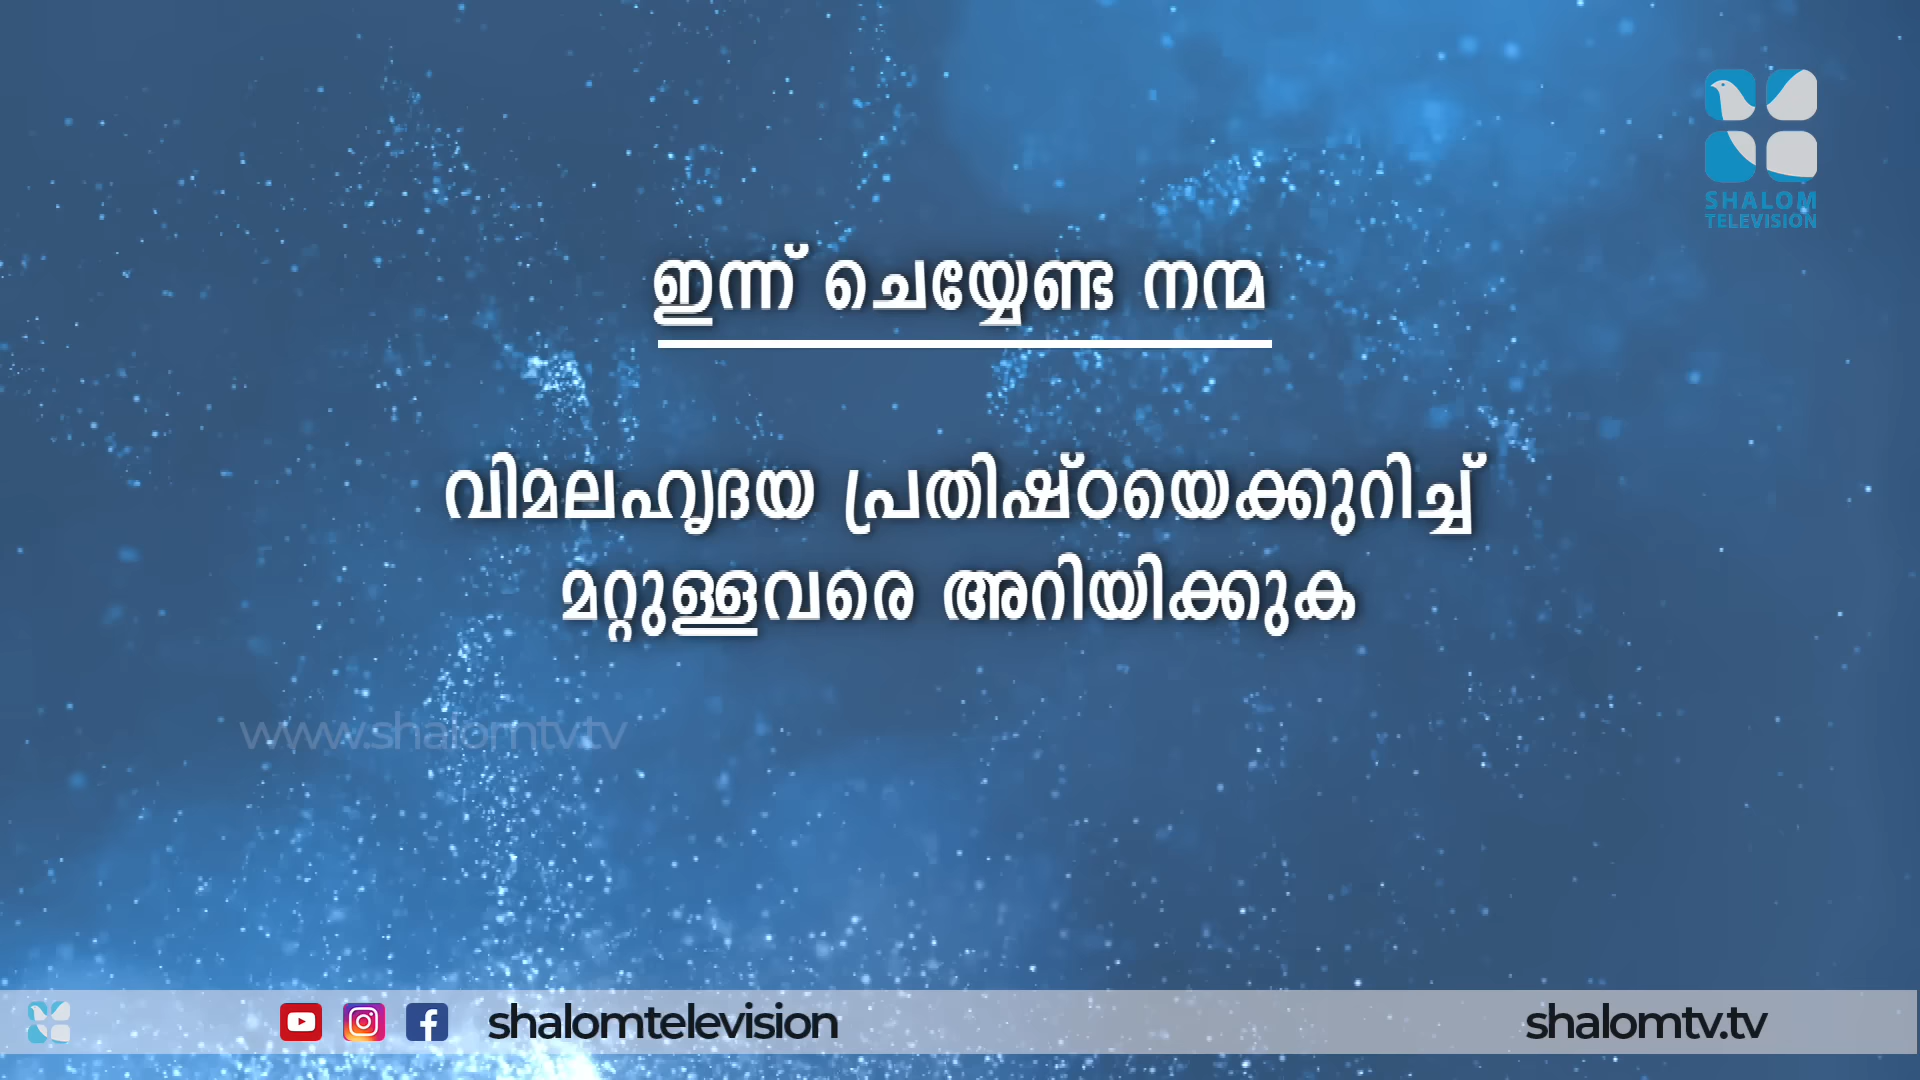 SHALOM
TELEVISION
ഇന്ന് ചെയ്യേണ്ട നന്മ
വിമലഹൃദയ പ്രതിഷ്ഠയെക്കുറിച്ച്
മറ്റുള്ളവരെ അറിയിക്കുക
www.shalomtv.tv
shalomtelevision
shalomtv.tv